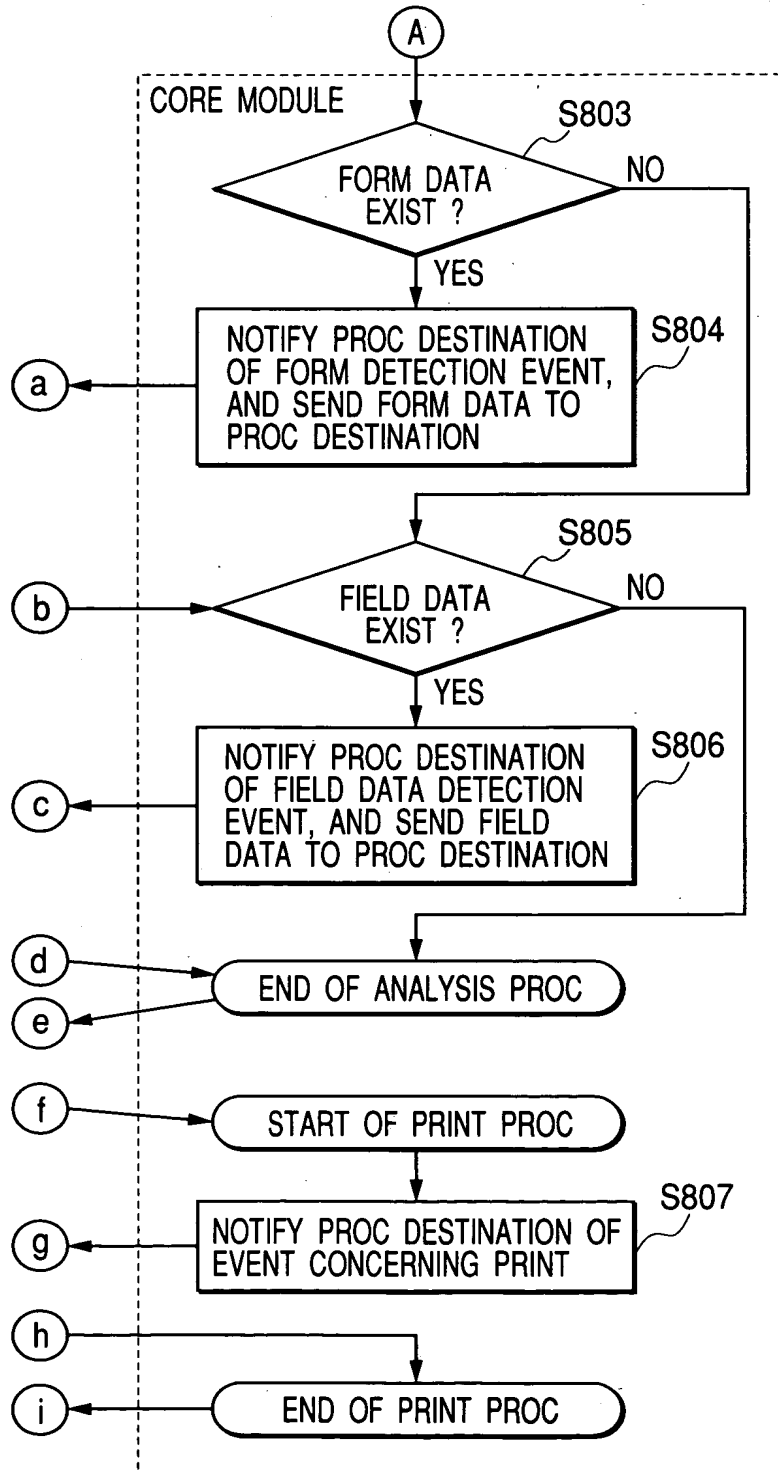 A
CORE MODULE
S803
FORM DATA
EXIST ?
NO
YES
S804
NOTIFY PROC DESTINATION
OF FORM DETECTION EVENT,
AND SEND FORM DATA TO
PROC DESTINATION
a
S805
b
FIELD DATA
EXIST ?
NO
YES
S806
NOTIFY PROC DESTINATION
OF FIELD DATA DETECTION
EVENT, AND SEND FIELD
DATA TO PROC DESTINATION
c
d
END OF ANALYSIS PROC
e
f
START OF PRINT PROC
S807
NOTIFY PROC DESTINATION OF
EVENT CONCERNING PRINT
g
h
END OF PRINT PROC
i